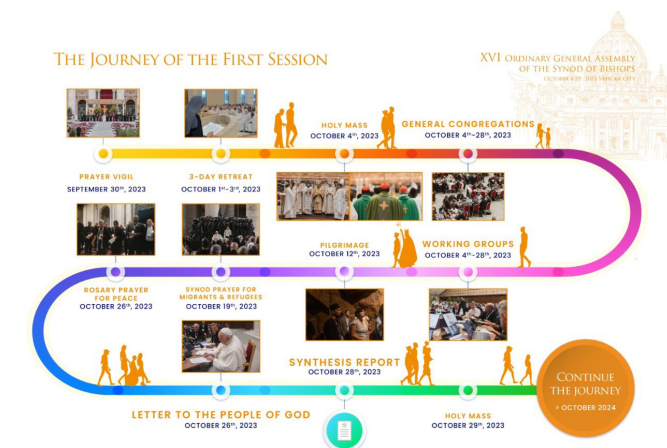 THE JOURNEY OF THE FIRST SESSION
XVI ORDINARY GENERAL ASSEMBLY
OF THE SYNOD OF BISHOPS
OCTOBER 4-29, 2023 VATICAN CITY
HOLY MASS
OCTOBER 4th, 2023
GENERAL CONGREGATIONS
OCTOBER 4th-28th, 2023
PRAYER VIGIL
SEPTEMBER 30th, 2023
3-DAY RETREAT
OCTOBER 1st-3rd, 2023
PILGRIMAGE
OCTOBER 12th, 2023
WORKING GROUPS
OCTOBER 4th-28th, 2023
ROSARY PRAYER
FOR PEACE
OCTOBER 26th, 2023
SYNOD PRAYER FOR
MIGRANTS & REFUGEES
OCTOBER 19th, 2023
SYNTHESIS REPORT
OCTOBER 28th, 2023
LETTER TO THE PEOPLE OF GOD
OCTOBER 26th, 2023
HOLY MASS
OCTOBER 29th, 2023
CONTINUE
THE JOURNEY
> OCTOBER 2024